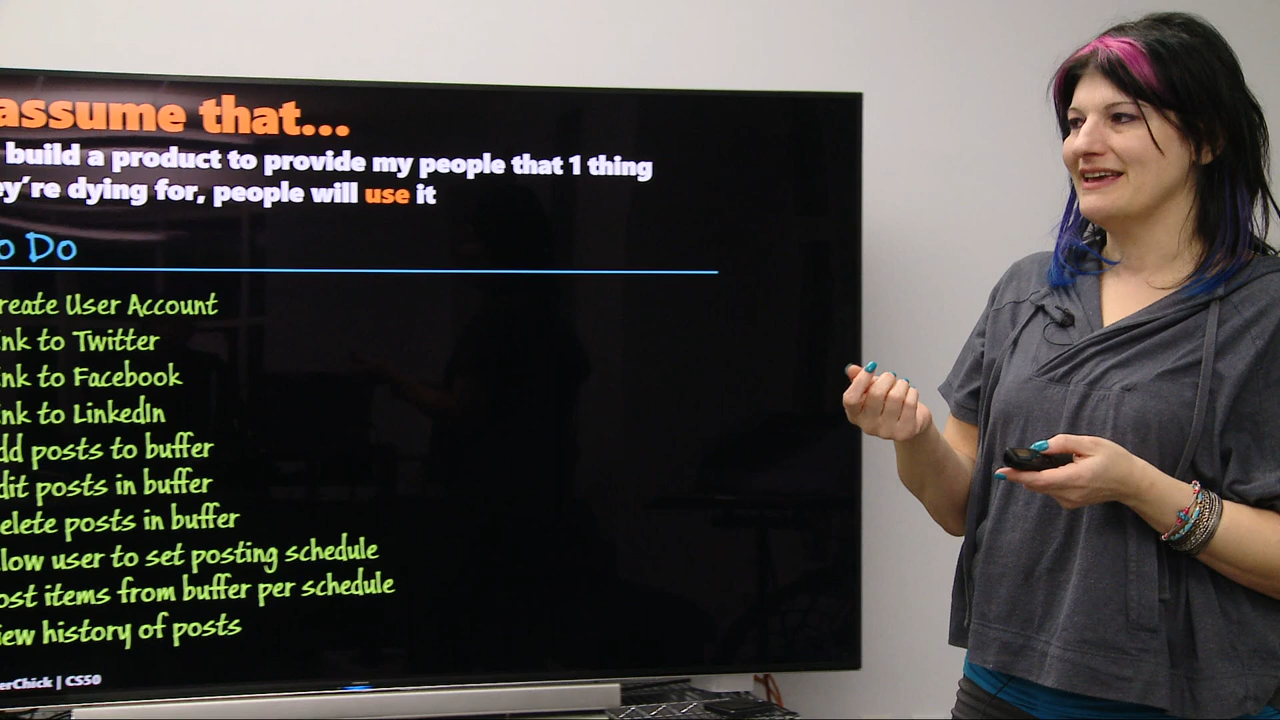 assume that...
build a product to provide my people that 1 thing
ey're dying for, people will use it
o Do
reate User Account
nk to Twitter
nk to Facebook
nk to LinkedIn
dd posts to buffer
dit posts in buffer
elete posts in buffer
llow user to set posting schedule
ost items from buffer per schedule
iew history of posts
erChick | CS50